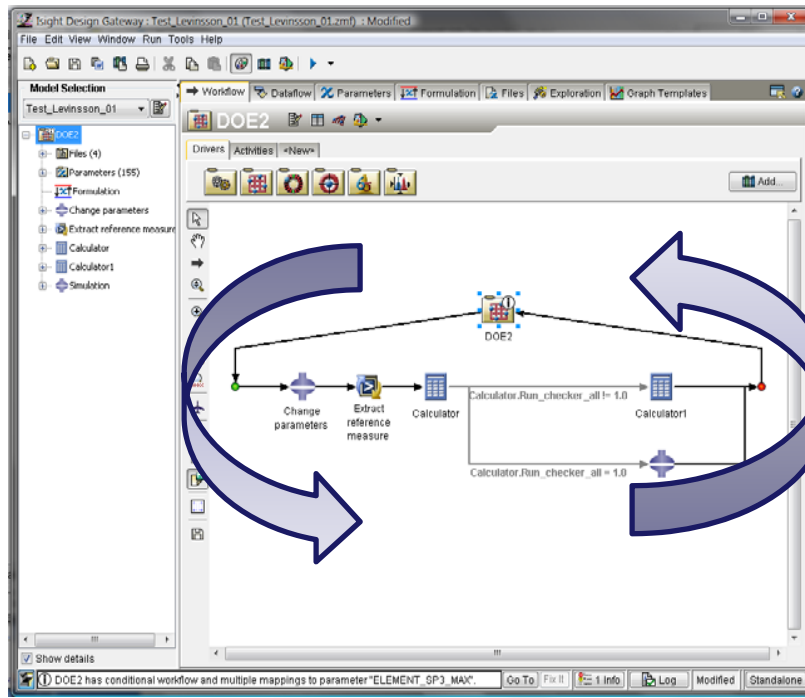 Isight Design Gateway : Test_Levinsson_01 (Test_Levinsson_01.zmf) : Modified
File Edit View Window Run Tools Help
Model Selection
Test_Levinsson_01
DOE2
Files (4)
Parameters (155)
Formulation
Change parameters
Extract reference measure
Calculator
Calculator1
Simulation
Show details
Workflow Dataflow Parameters Formulation Files Exploration Graph Templates
DOE2
Drivers Activities <New>
Add...
DOE2
Change
parameters
Extract
reference
measure
Calculator
Calculator.Run_checker_all != 1.0
Calculator1
Calculator.Run_checker_all = 1.0
DOE2 has conditional workflow and multiple mappings to parameter "ELEMENT_SP3_MAX".
Go To Fix It 1 Info Log Modified Standalone